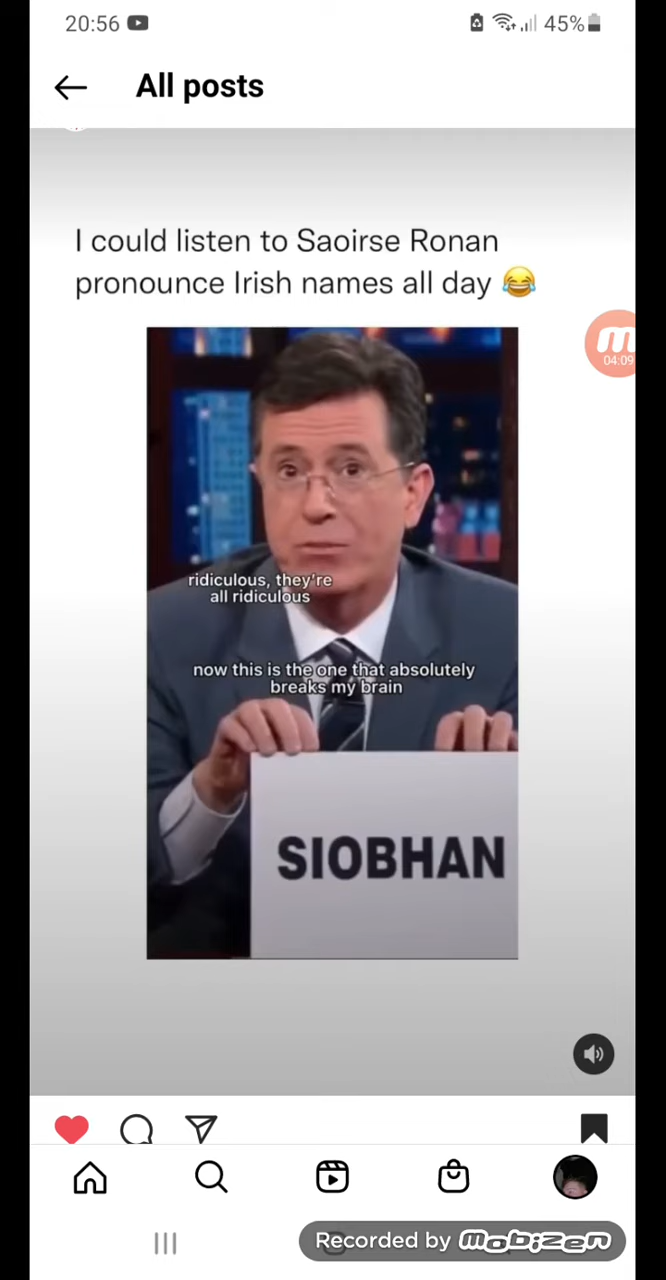 20:56
45%
All posts
I could listen to Saoirse Ronan
pronounce Irish names all day 😂
m
04:09
ridiculous, they're
all ridiculous
now this is the one that absolutely
breaks my brain
SIOBHAN
Recorded by mobizen